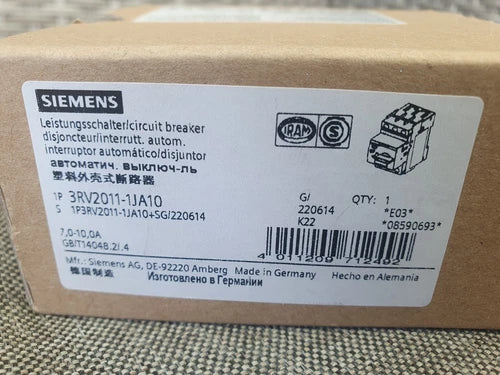 SIEMENS
Leistungsschalter/circuit breaker
disjoncteur/interrutt. autom.
interruptor automático/disjuntor
автоматич. выключ-ль
塑料外壳式断路器
IRAM S
1P 3RV2011-1JA10
S 1P3RV2011-1JA10+SG/220614
G/
220614
K22
QTY: 1
*E03*
*08590693*
7,0-10,0A
GB/T14048.2/.4
4 011209 712492
Mfr.: Siemens AG, DE-92220 Amberg Made in Germany Hecho en Alemania
德国制造 Изготовлено в Германии